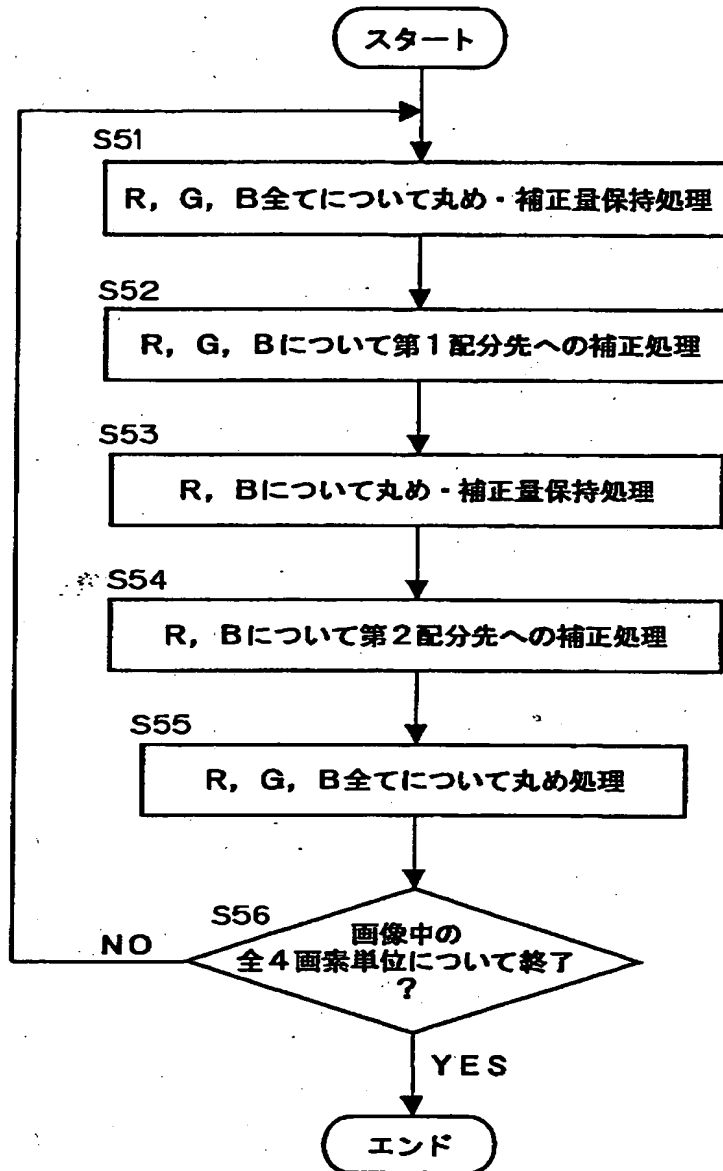 スタート
S51
R, G, B全てについて丸め・補正量保持処理
S52
R, G, Bについて第1配分先への補正処理
S53
R, Bについて丸め・補正量保持処理
S54
R, Bについて第2配分先への補正処理
S55
R, G, B全てについて丸め処理
S56
画像中の
全4画素単位について終了
?
NO
YES
エンド